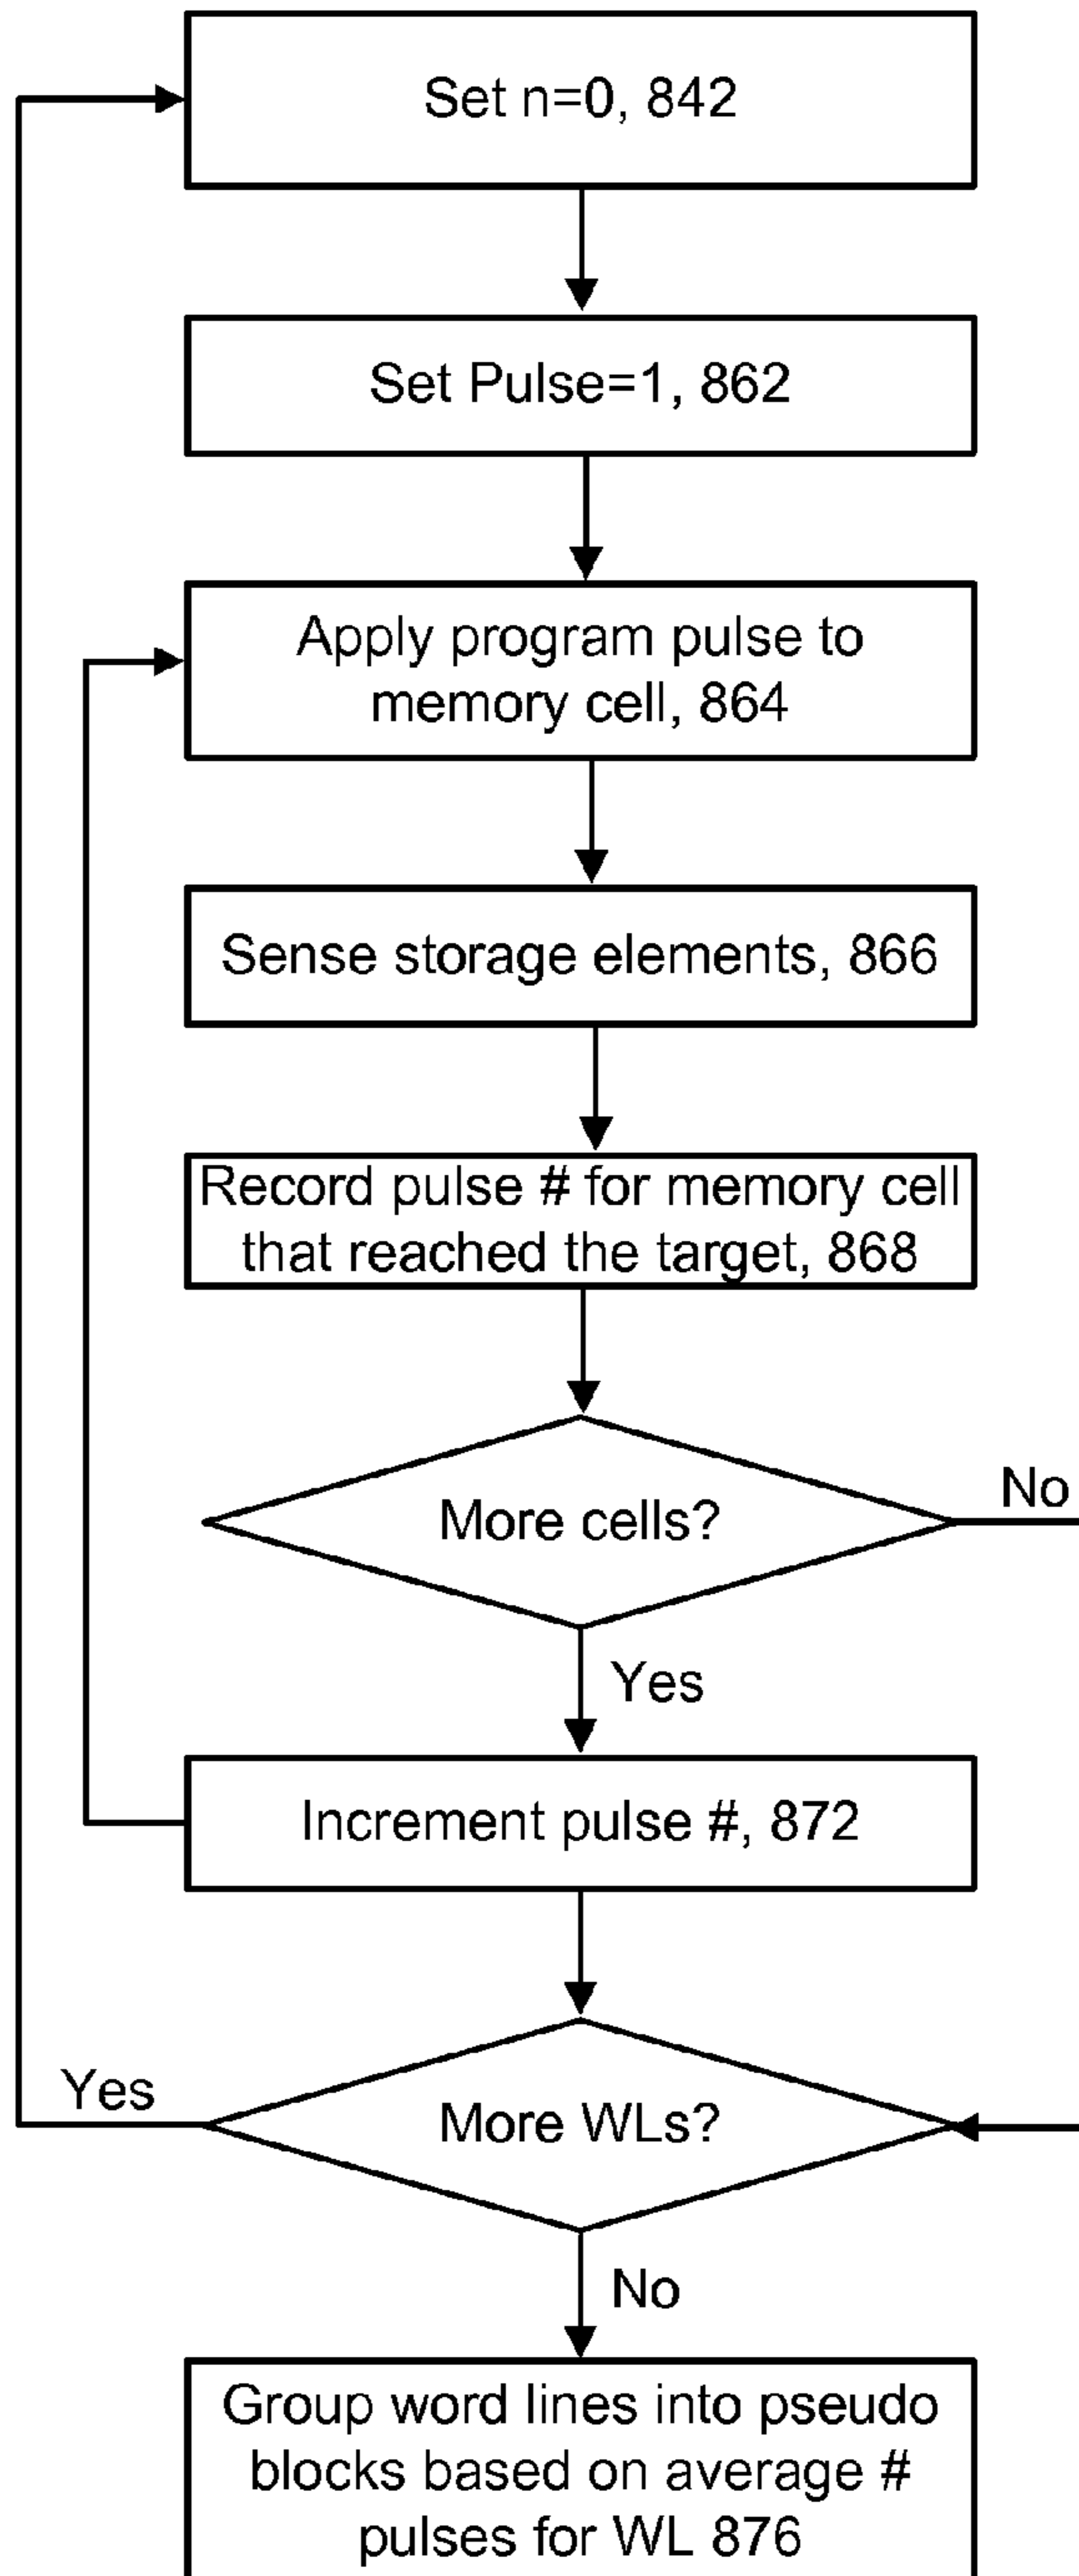 Set n=0, 842
Set Pulse=1, 862
Apply program pulse to
memory cell, 864
Sense storage elements, 866
Record pulse # for memory cell
that reached the target, 868
More cells?
No
Yes
Increment pulse #, 872
Yes
More WLs?
No
Group word lines into pseudo
blocks based on average #
pulses for WL 876